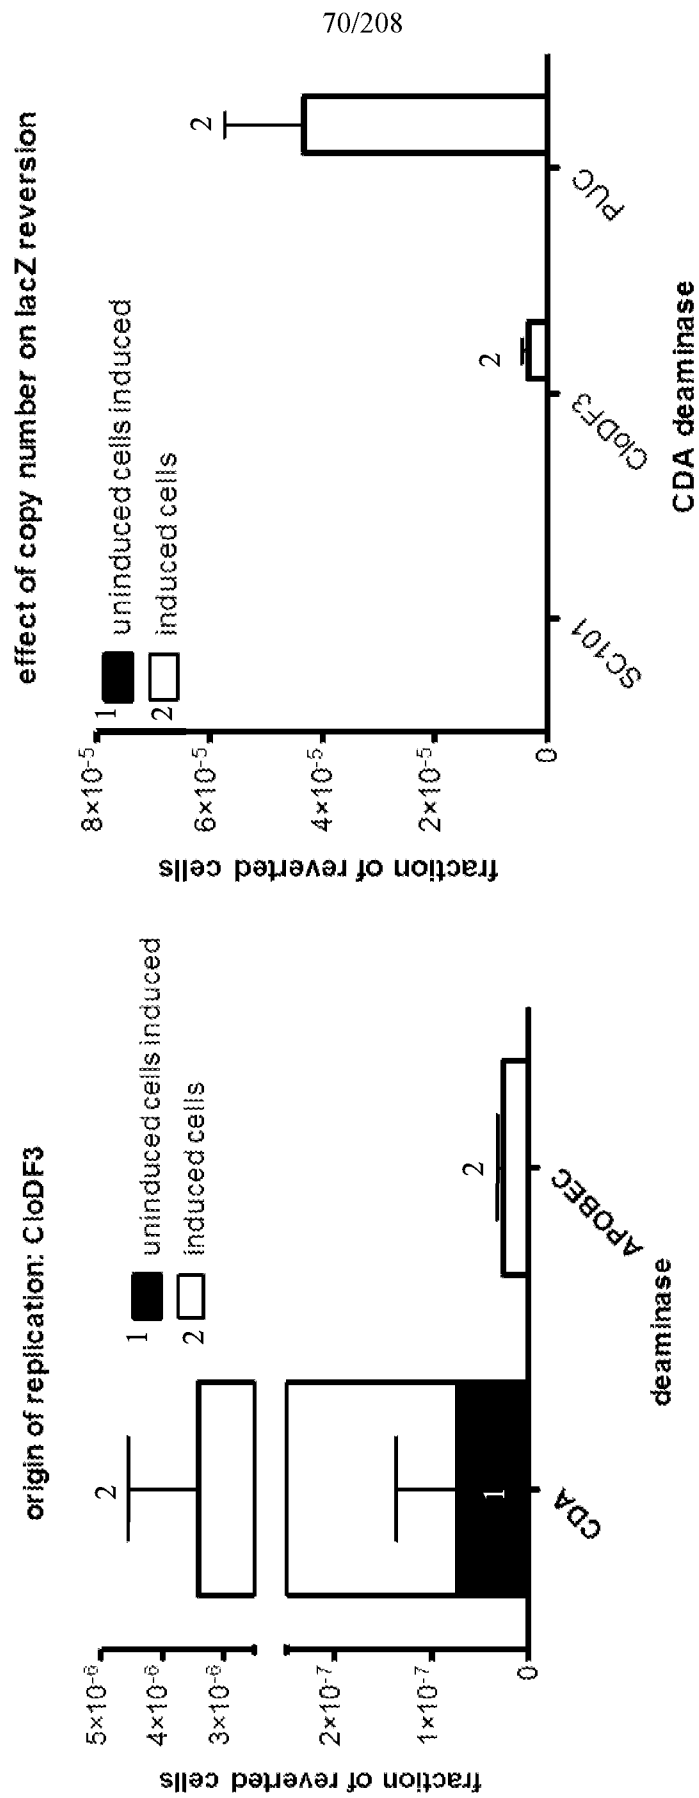 70/208
origin of replication: CloDF3
1 uninduced cells induced
2 induced cells
fraction of reverted cells
5×10-6
4×10-6
3×10-6
2×10-7
1×10-7
0
2
1
2
CDA
APOBEC
deaminase
effect of copy number on lacZ reversion
1 uninduced cells induced
2 induced cells
fraction of reverted cells
8×10-5
6×10-5
4×10-5
2×10-5
0
2
2
SC101
CloDF3
PUC
CDA deaminase